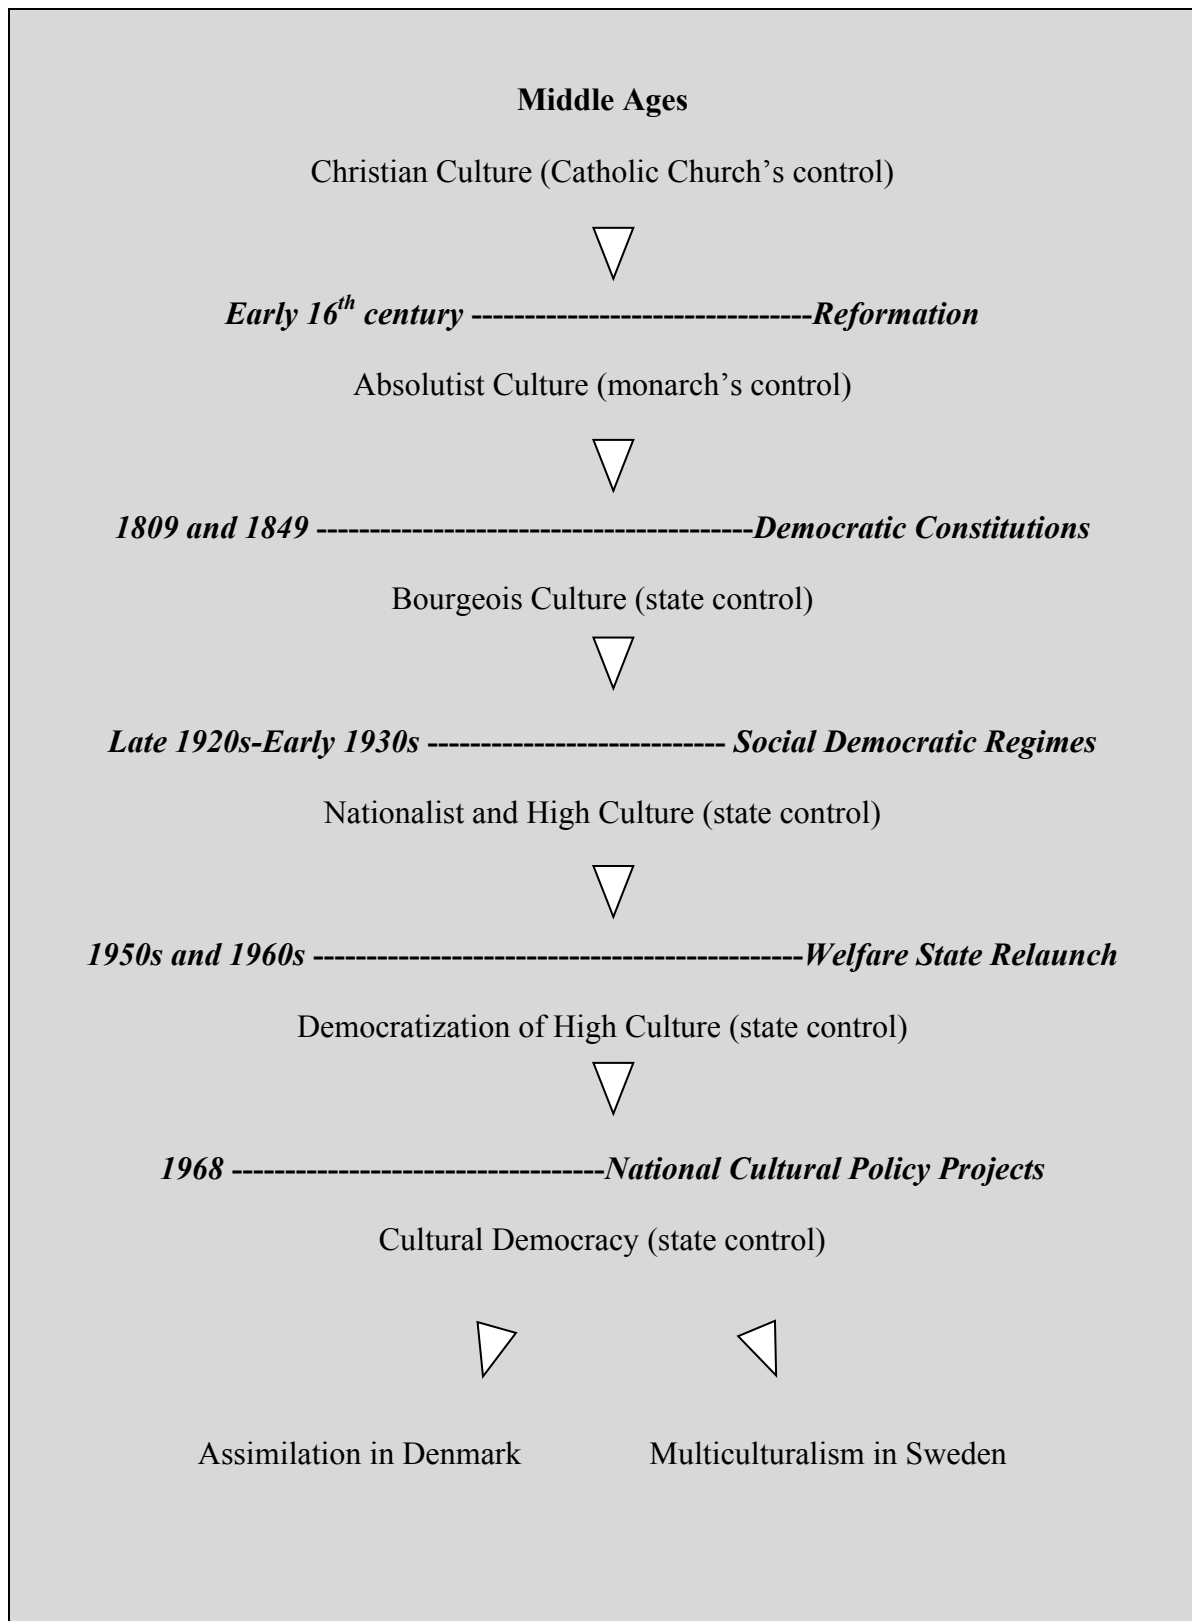 Middle Ages
Christian Culture (Catholic Church’s control)
Early 16th century --------------------------------Reformation
Absolutist Culture (monarch’s control)
1809 and 1849 -----------------------------------------Democratic Constitutions
Bourgeois Culture (state control)
Late 1920s-Early 1930s ---------------------------- Social Democratic Regimes
Nationalist and High Culture (state control)
1950s and 1960s ----------------------------------------------Welfare State Relaunch
Democratization of High Culture (state control)
1968 -----------------------------------National Cultural Policy Projects
Cultural Democracy (state control)
Assimilation in Denmark Multiculturalism in Sweden